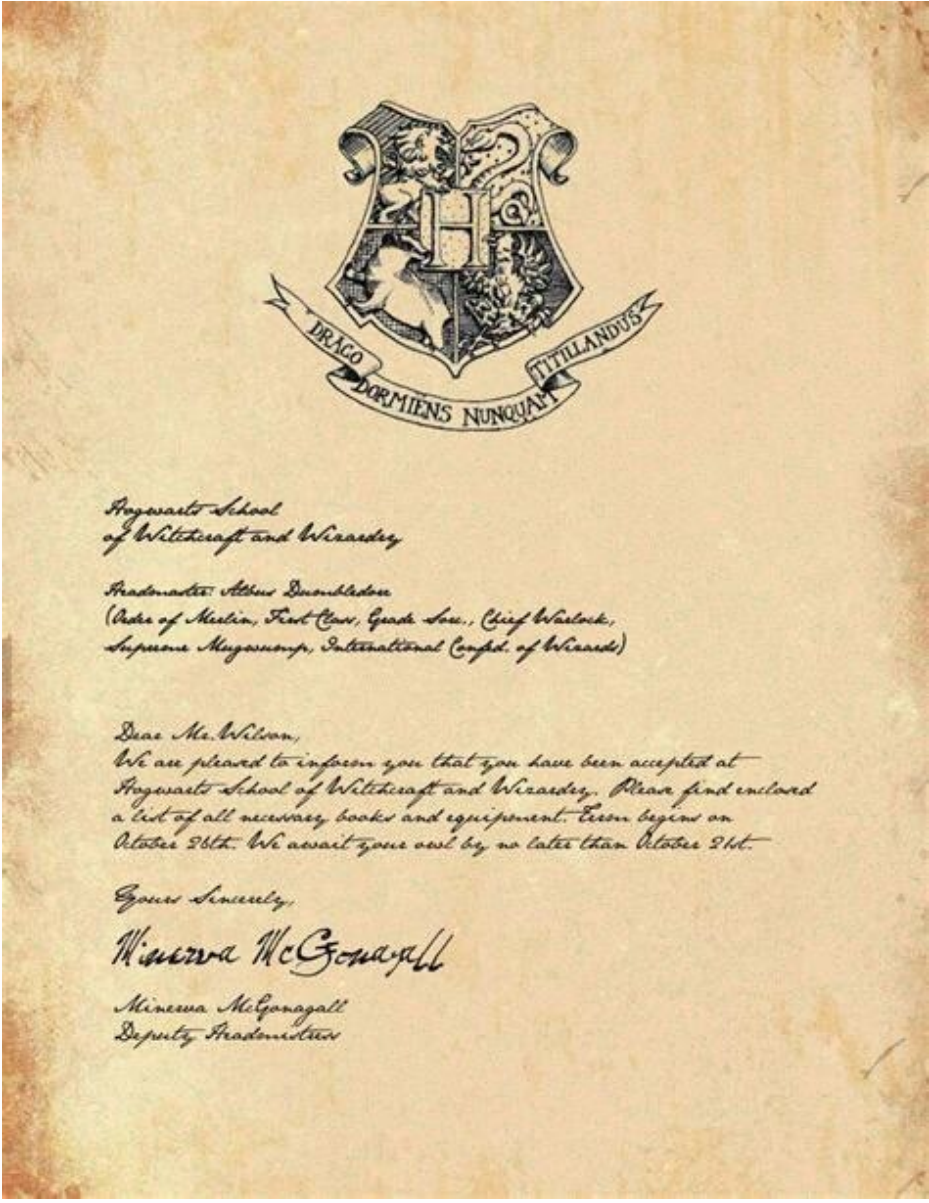 H
DRACO
DORMIENS NUNQUAM
TITILLANDUS
Hogwarts School
of Witchcraft and Wizardry
Headmaster: Albus Dumbledore
(Order of Merlin, First Class, Grade Sorc., Chief Warlock,
Supreme Mugwump, International Confed. of Wizards)
Dear Mr. Wilson,
We are pleased to inform you that you have been accepted at
Hogwarts School of Witchcraft and Wizardry. Please find enclosed
a list of all necessary books and equipment. Term begins on
October 26th. We await your owl by no later than October 21st.
Yours Sincerely,
Minerva McGonagall
Minerva McGonagall
Deputy Headmistress